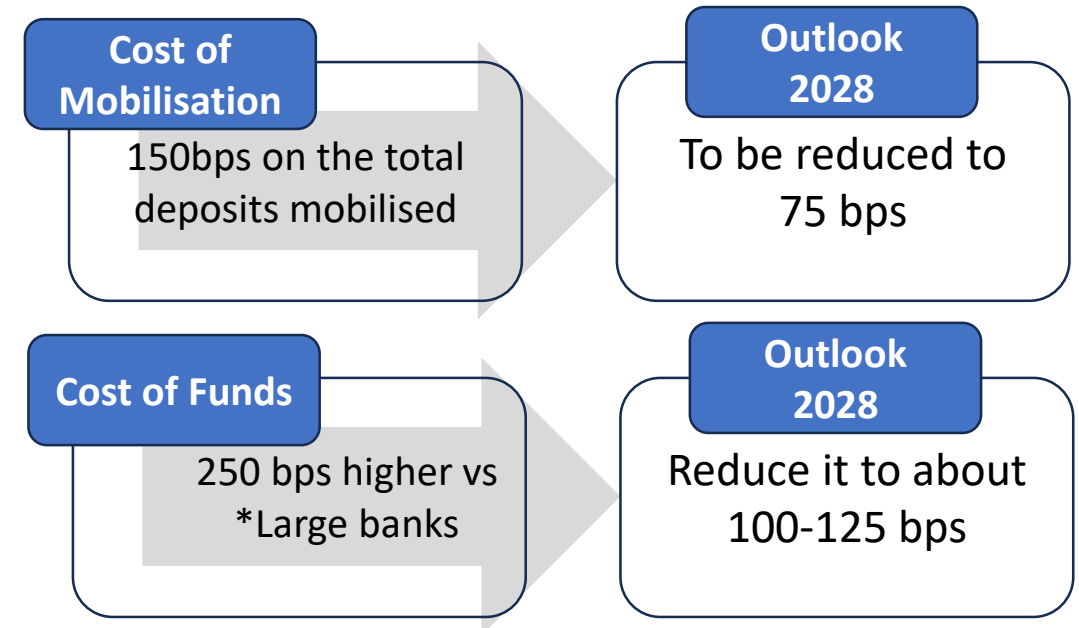 Cost of
Mobilisation
150bps on the total
deposits mobilised
Outlook
2028
To be reduced to
75 bps
Cost of Funds
250 bps higher vs
*Large banks
Outlook
2028
Reduce it to about
100-125 bps